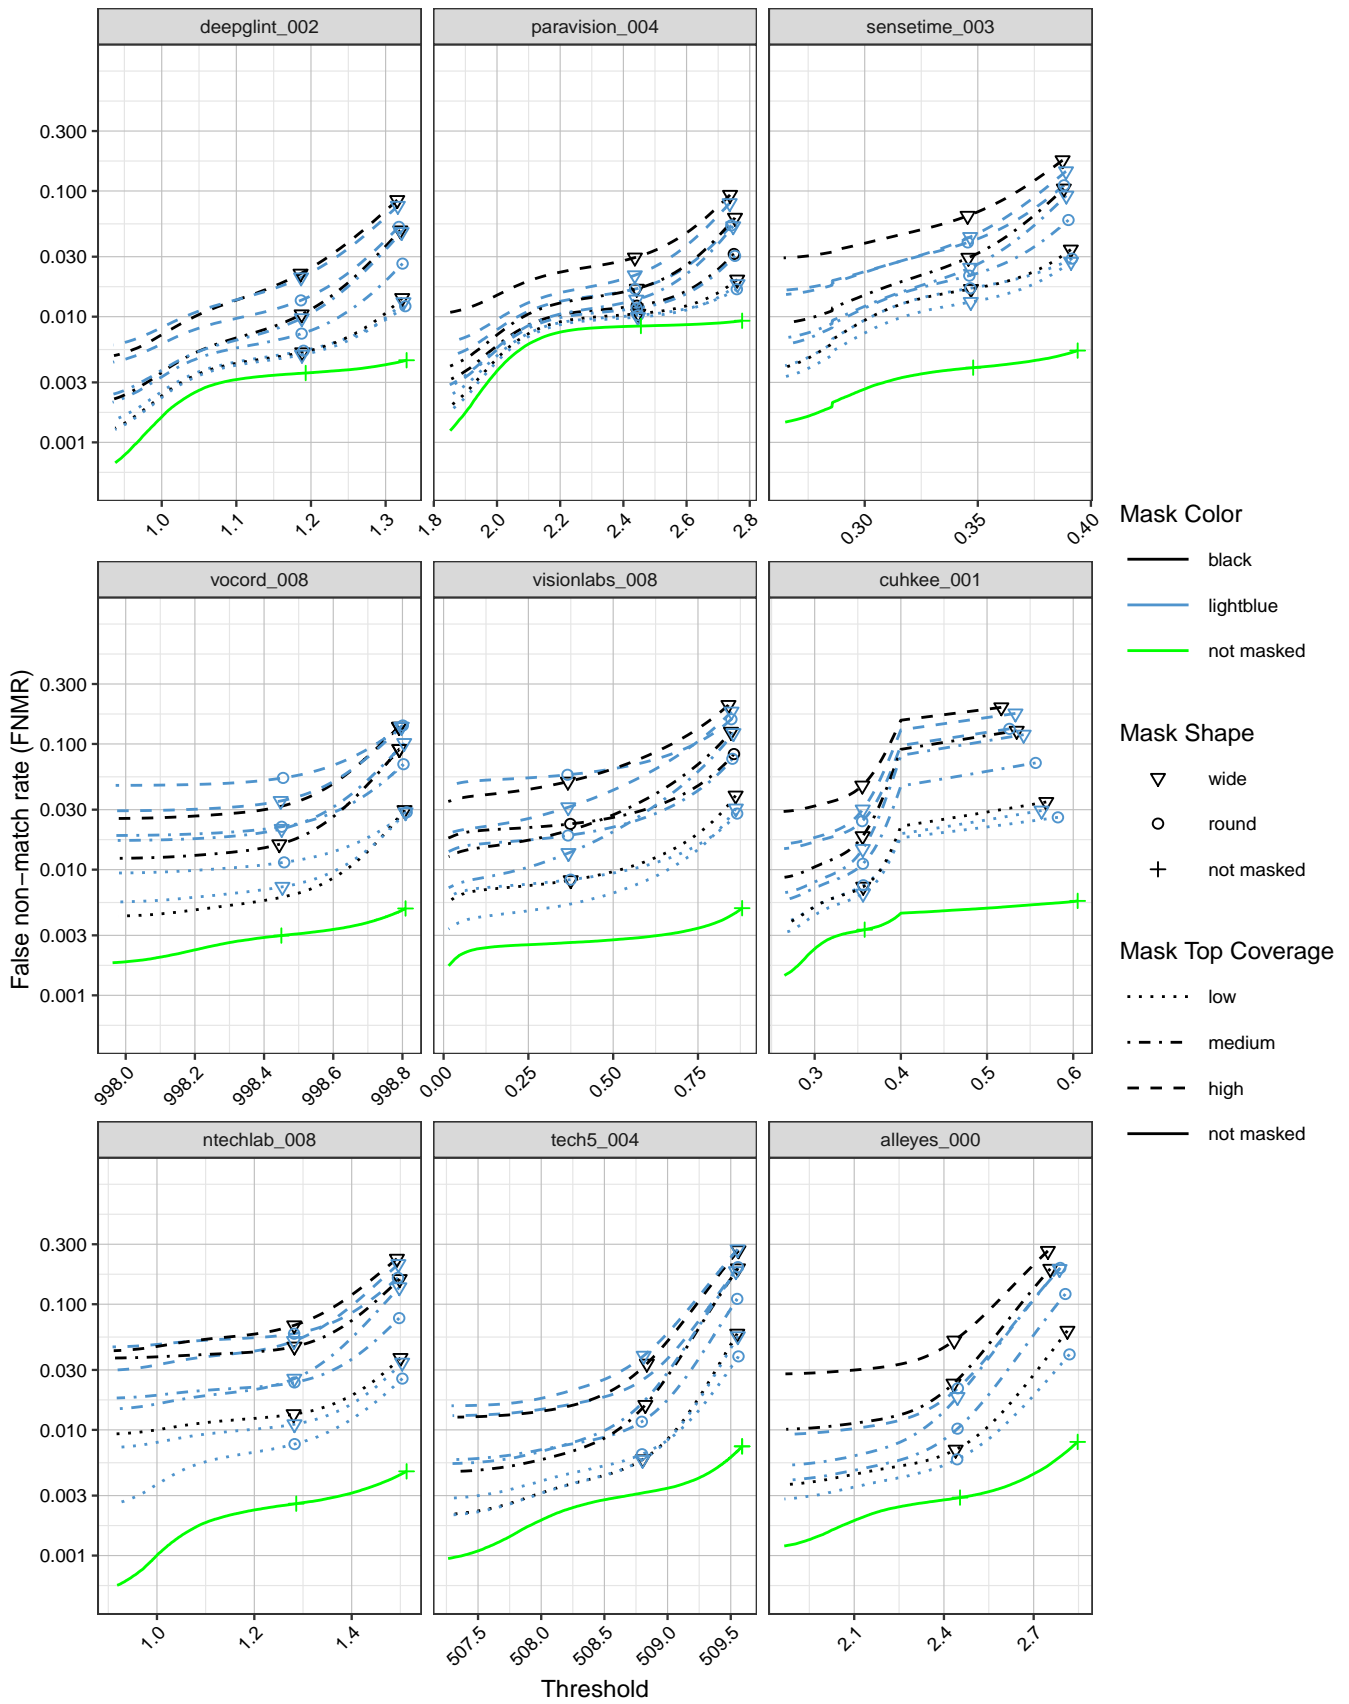 deepglint_002 paravision_004 sensetime_003
0.300
0.100
0.030
0.010
0.003
0.001
1.0 1.1 1.2 1.3 1.8 2.0 2.2 2.4 2.6 2.8 0.30 0.35 0.40
vocord_008 visionlabs_008 cuhkee_001
0.300
0.100
0.030
0.010
0.003
0.001
998.0 998.2 998.4 998.6 998.8 0.00 0.25 0.50 0.75 0.3 0.4 0.5 0.6
ntechlab_008 tech5_004 alleyes_000
0.300
0.100
0.030
0.010
0.003
0.001
1.0 1.2 1.4 507.5 508.0 508.5 509.0 509.5 2.1 2.4 2.7
Threshold
False non−match rate (FNMR)
Mask Color
black
lightblue
not masked
Mask Shape
wide
round
not masked
Mask Top Coverage
low
medium
high
not masked